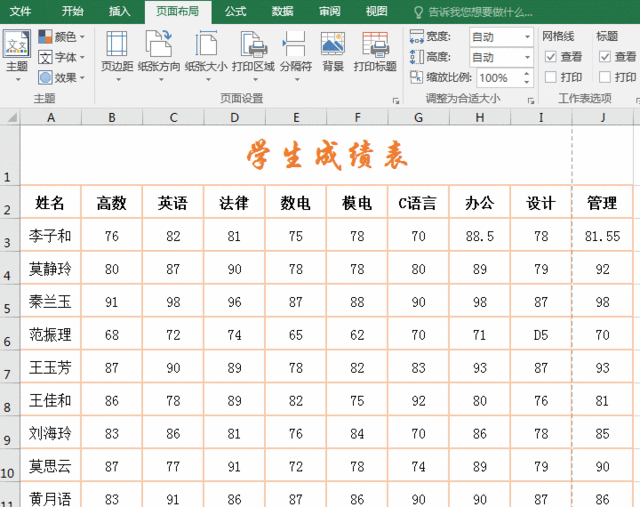 文件 开始 插入 页面布局 公式 数据 审阅 视图 告诉我您想要做什么...
主题 颜色 字体 效果 页边距 纸张方向 纸张大小 打印区域 分隔符 背景 打印标题 宽度: 自动 高度: 自动 缩放比例: 100% 网格线 查看 打印 标题 查看 打印
主题 页面设置 调整为合适大小 工作表选项
A B C D E F G H I J
1 学生成绩表
2 姓名 高数 英语 法律 数电 模电 C语言 办公 设计 管理
3 李子和 76 82 81 75 78 70 88.5 78 81.55
4 莫静玲 80 87 90 78 78 80 89 79 92
5 秦兰玉 91 98 96 87 88 90 98 87 98
6 范振理 68 72 74 65 62 70 71 D5 70
7 王玉芳 87 90 89 78 82 83 93 87 93
8 王佳和 86 78 89 82 75 92 80 76 81
9 刘海玲 83 86 81 76 84 70 86 78 85
10 莫思云 87 77 91 72 78 74 89 79 90
11 黄月语 83 91 86 87 86 90 90 87 86